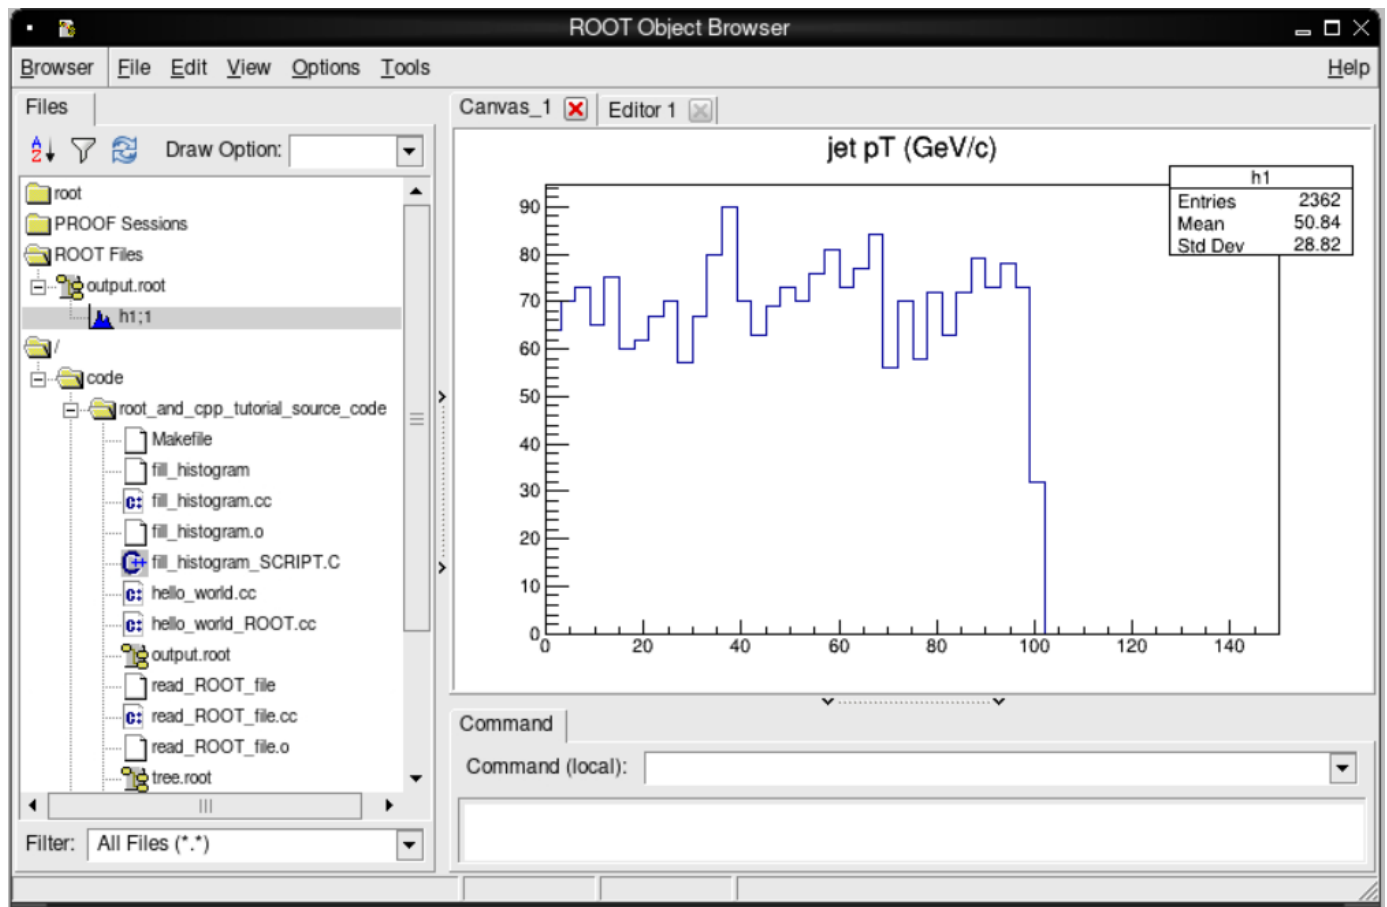 ROOT Object Browser
Browser File Edit View Options Tools Help
Files
Draw Option:
root
PROOF Sessions
ROOT Files
output.root
h1;1
/
code
root_and_cpp_tutorial_source_code
Makefile
fill_histogram
fill_histogram.cc
fill_histogram.o
fill_histogram_SCRIPT.C
hello_world.cc
hello_world_ROOT.cc
output.root
read_ROOT_file
read_ROOT_file.cc
read_ROOT_file.o
tree.root
Filter: All Files (*.*)
Canvas_1 Editor 1
jet pT (GeV/c)
h1
Entries 2362
Mean 50.84
Std Dev 28.82
90
80
70
60
50
40
30
20
10
0
0 20 40 60 80 100 120 140
Command
Command (local):